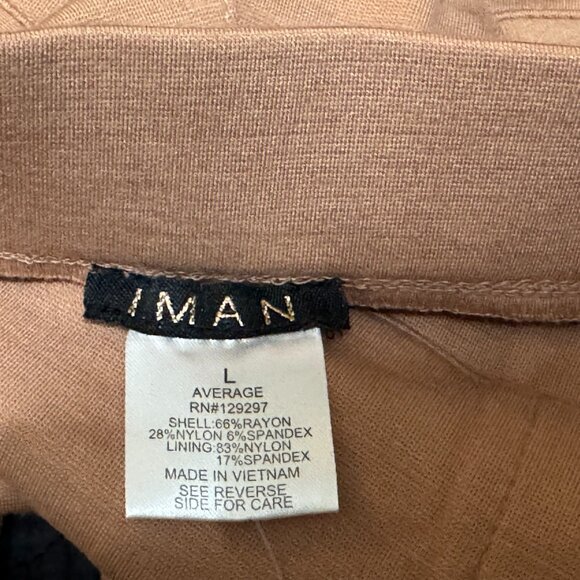 IMAN
L
AVERAGE
RN#129297
SHELL:66%RAYON
28%NYLON 6%SPANDEX
LINING:83%NYLON
17%SPANDEX
MADE IN VIETNAM
SEE REVERSE
SIDE FOR CARE